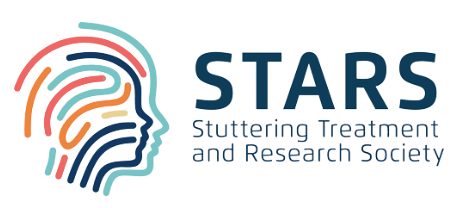 STARS
Stuttering Treatment
and Research Society